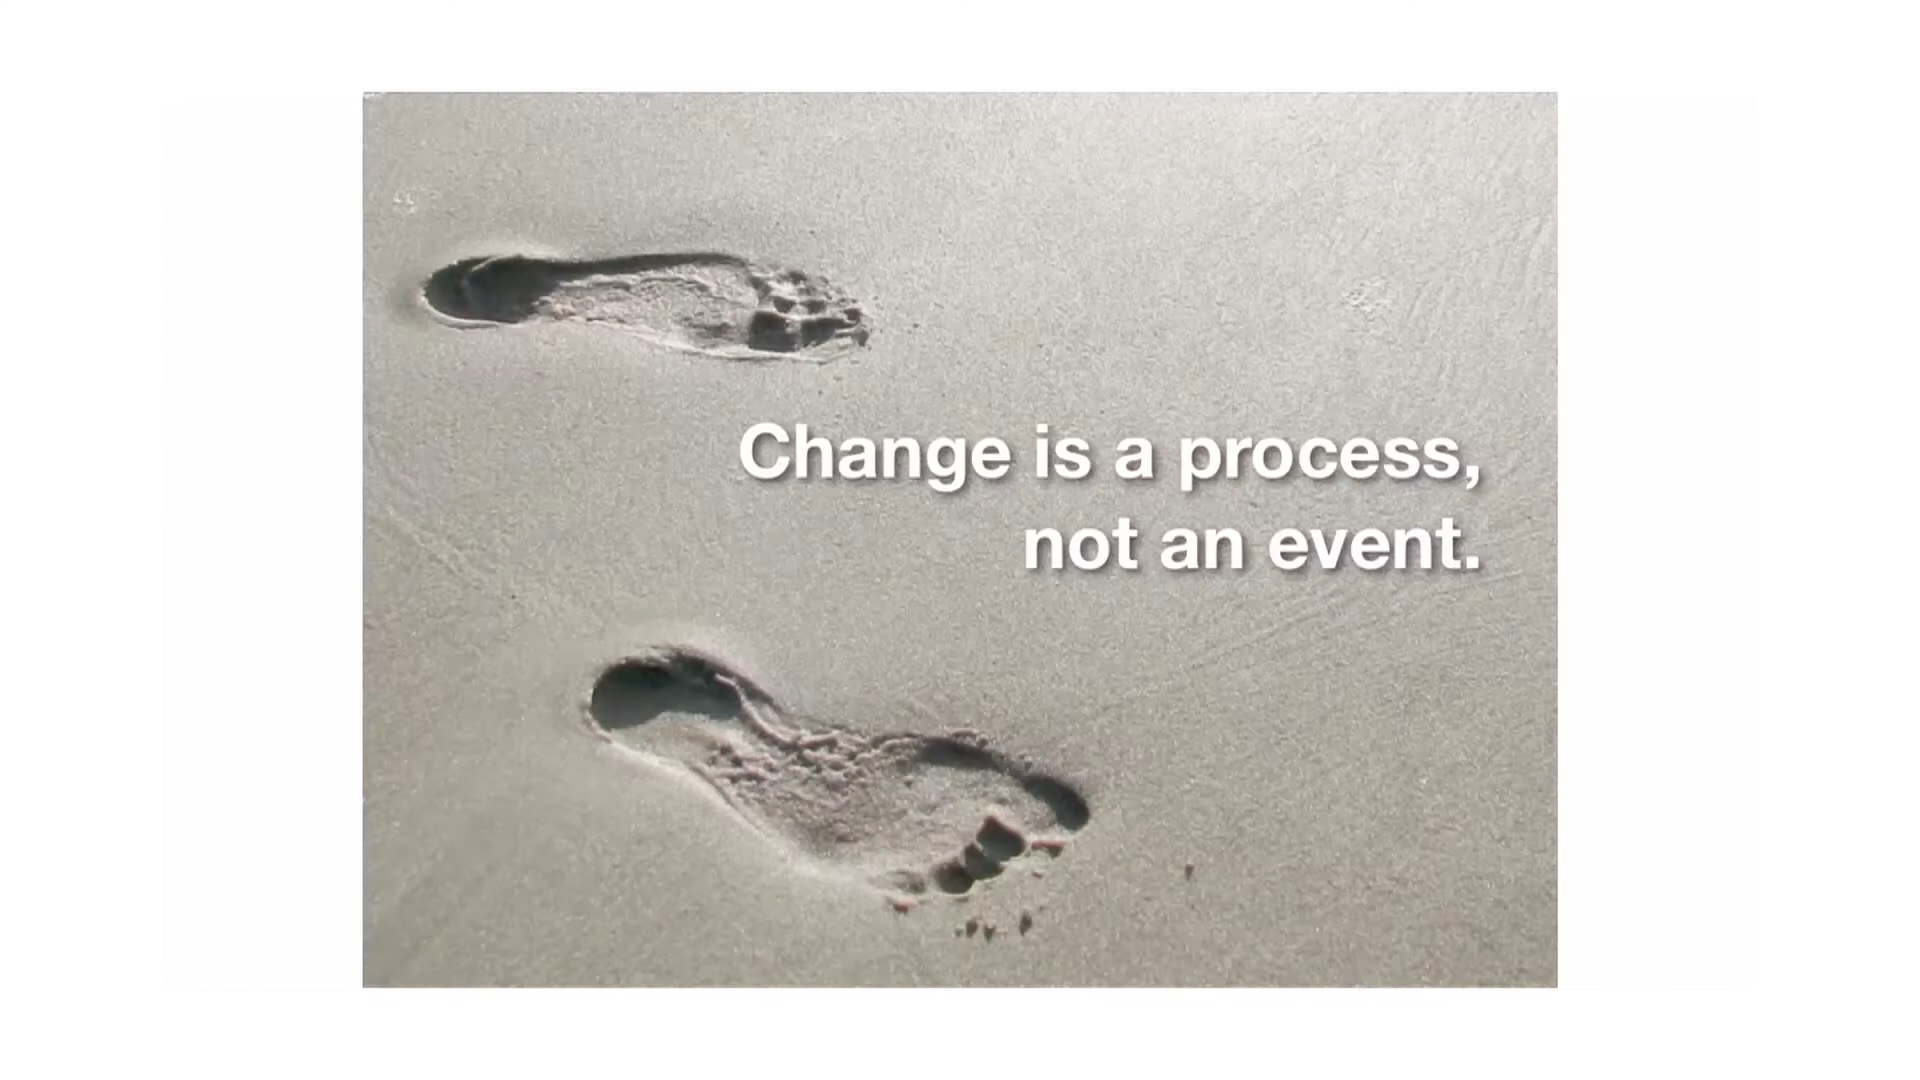 Change is a process,
not an event.